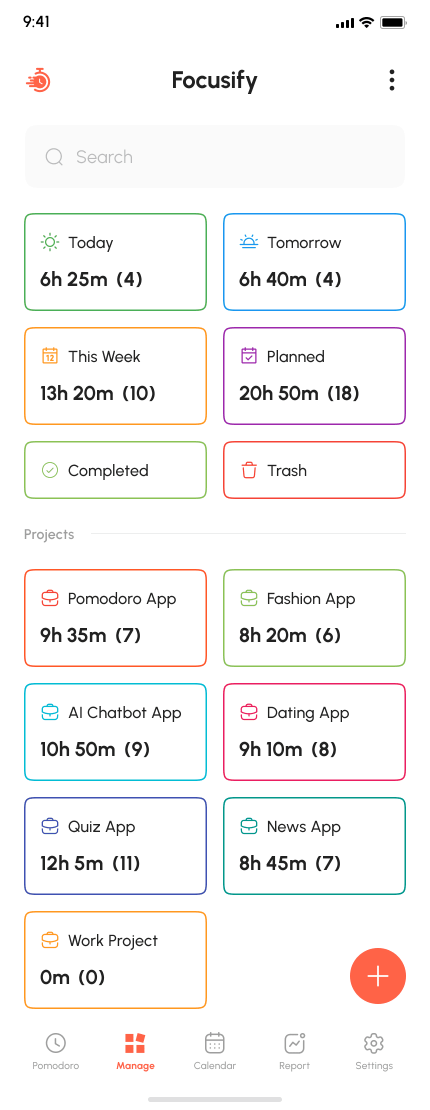 9:41
Focusify
Search
Today
6h 25m (4)
Tomorrow
6h 40m (4)
12
This Week
13h 20m (10)
Planned
20h 50m (18)
Completed
Trash
Projects
Pomodoro App
9h 35m (7)
Fashion App
8h 20m (6)
AI Chatbot App
10h 50m (9)
Dating App
9h 10m (8)
Quiz App
12h 5m (11)
News App
8h 45m (7)
Work Project
0m (0)
Pomodoro
Manage
Calendar
Report
Settings